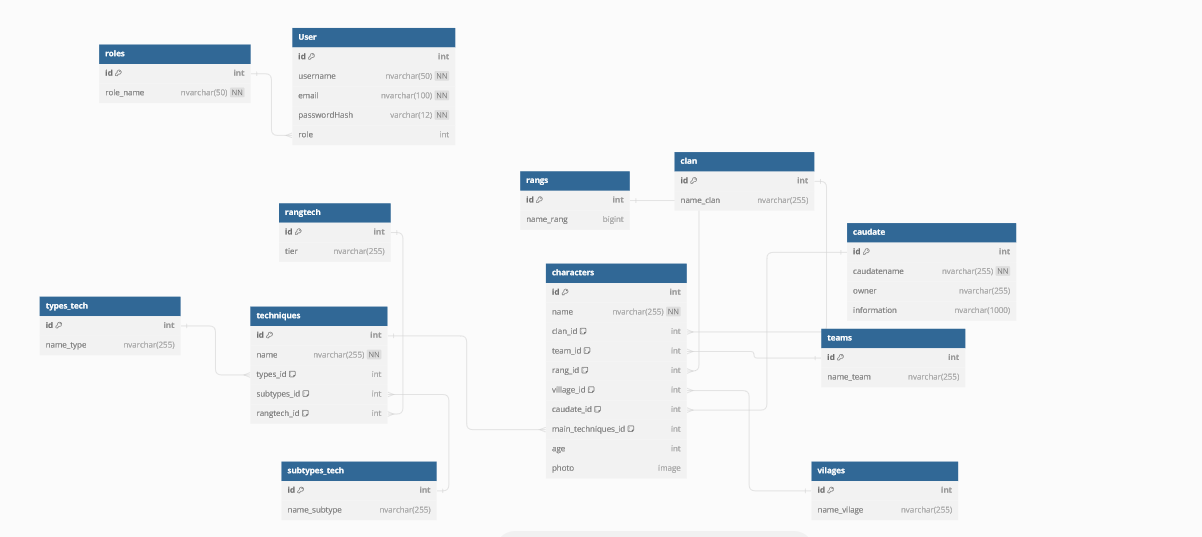 User
id int
username nvarchar(50) NN
email nvarchar(100) NN
passwordHash varchar(12) NN
role int
roles
id int
role_name nvarchar(50) NN
clan
id int
name_clan nvarchar(255)
rangs
id int
name_rang bigint
rangtech
id int
tier nvarchar(255)
caudate
id int
caudatename nvarchar(255) NN
owner nvarchar(255)
information nvarchar(1000)
characters
id int
name nvarchar(255) NN
clan_id int
team_id int
rang_id int
village_id int
caudate_id int
main_techniques_id int
age int
photo image
types_tech
id int
name_type nvarchar(255)
techniques
id int
name nvarchar(255) NN
types_id int
subtypes_id int
rangtech_id int
teams
id int
name_team nvarchar(255)
subtypes_tech
id int
name_subtype nvarchar(255)
vilages
id int
name_vilage nvarchar(255)